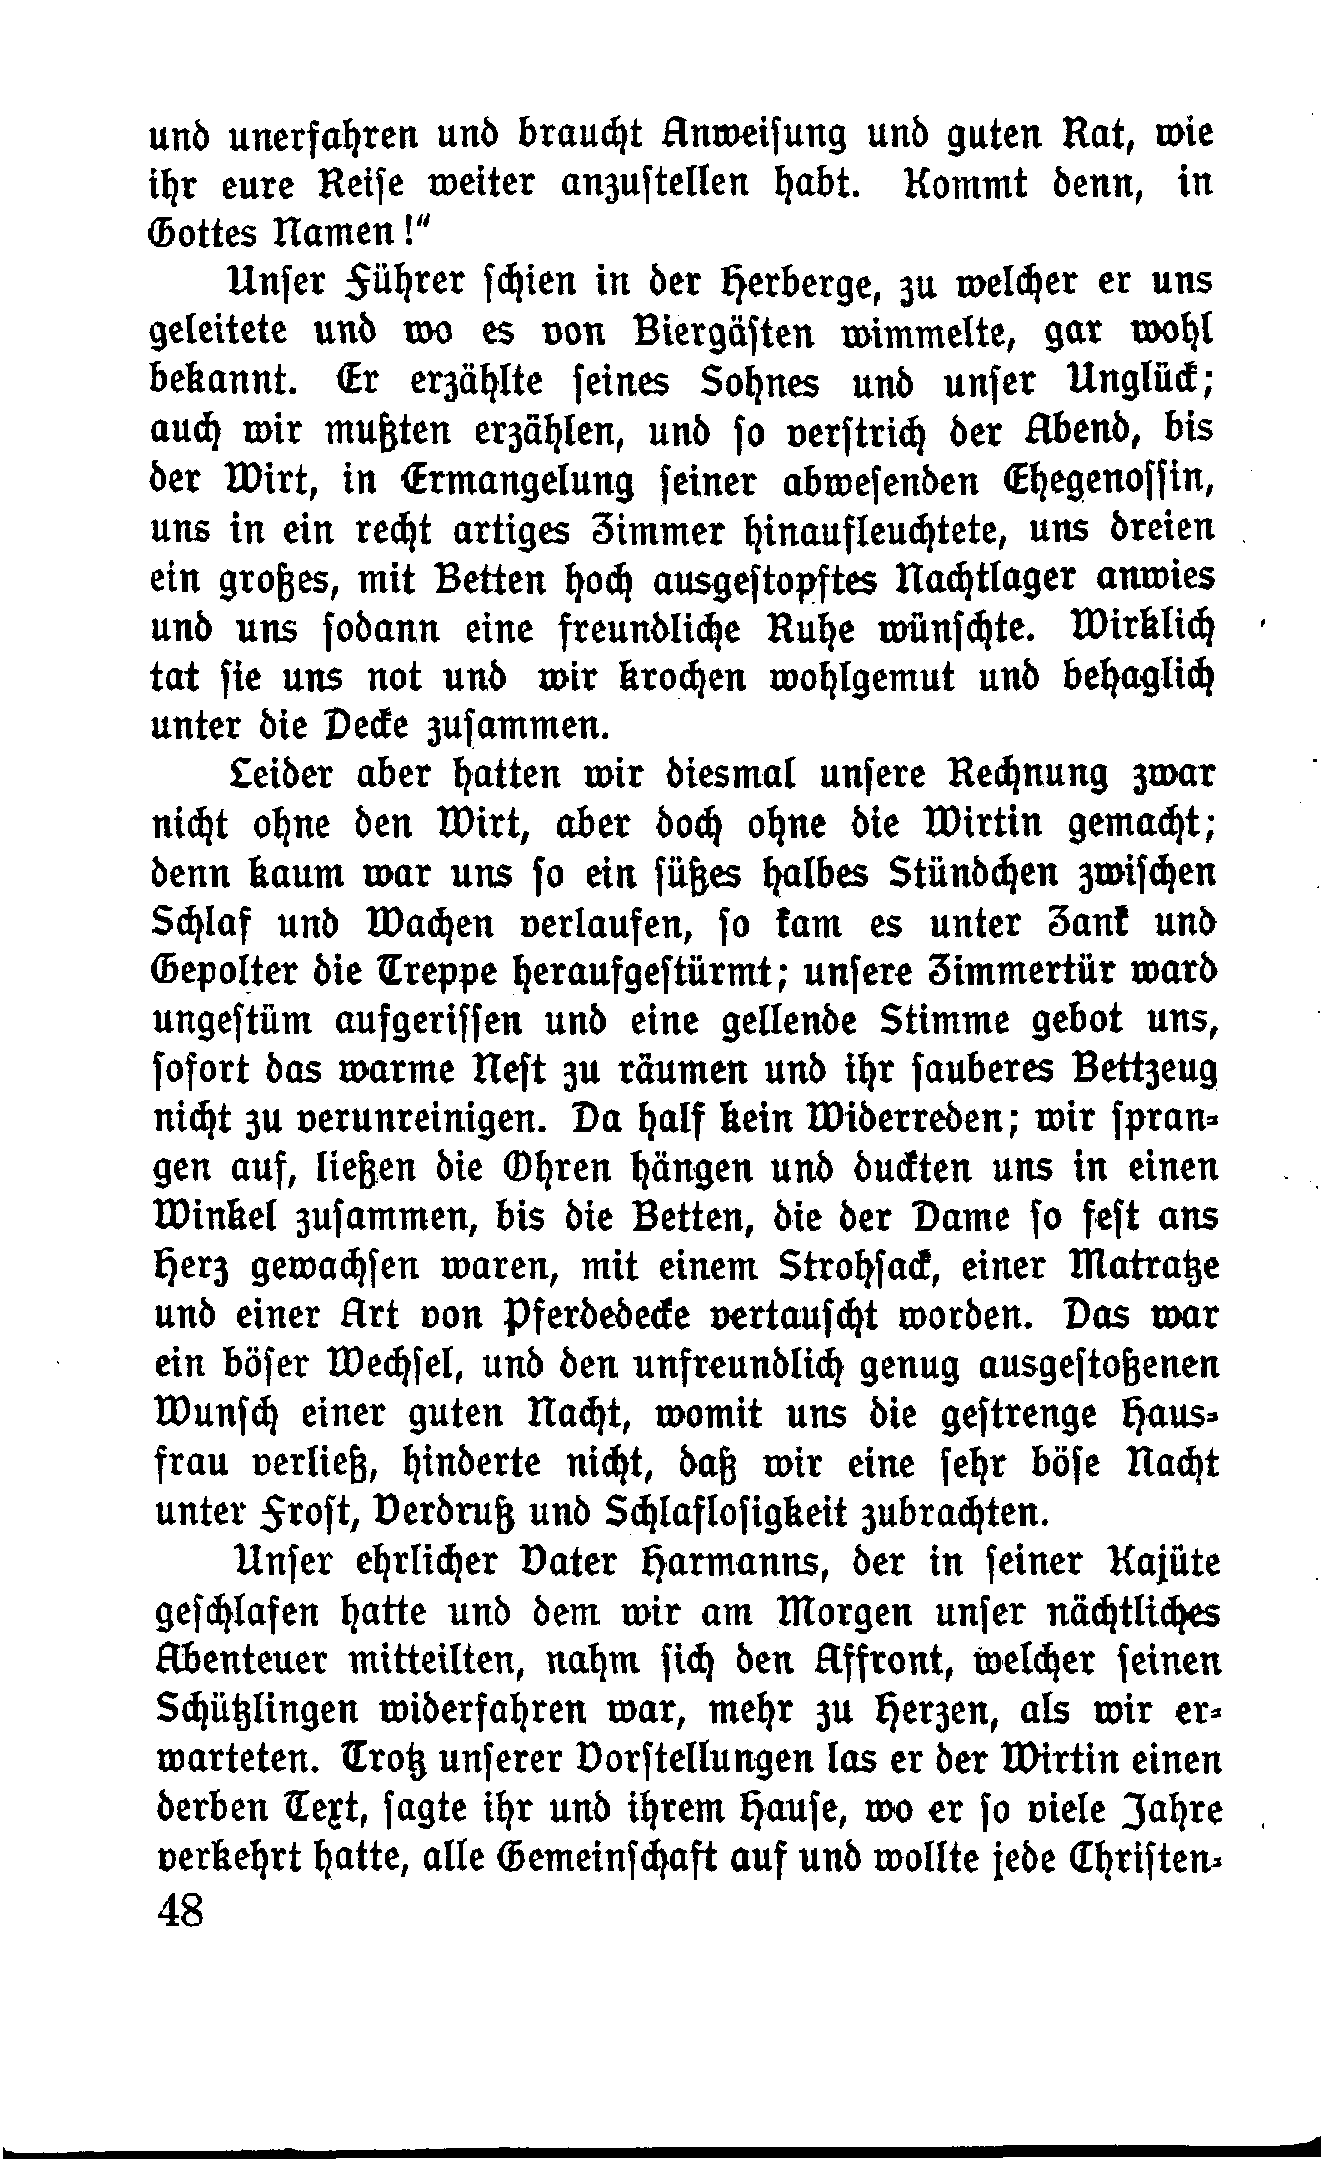 und unerfahren und braucht Anweisung und guten Rat, wie
ihr eure Reise weiter anzustellen habt. Kommt denn, in
Gottes Namen!“
Unser Führer schien in der Herberge, zu welcher er uns
geleitete und wo es von Biergästen wimmelte, gar wohl
bekannt. Er erzählte seines Sohnes und unser Unglück;
auch wir mußten erzählen, und so verstrich der Abend, bis
der Wirt, in Ermangelung seiner abwesenden Ehegenossin,
uns in ein recht artiges Zimmer hinaufleuchtete, uns dreien
ein großes, mit Betten hoch ausgestopftes Nachtlager anwies
und uns sodann eine freundliche Ruhe wünschte. Wirklich
tat sie uns not und wir krochen wohlgemut und behaglich
unter die Decke zusammen.
Leider aber hatten wir diesmal unsere Rechnung zwar
nicht ohne den Wirt, aber doch ohne die Wirtin gemacht;
denn kaum war uns so ein süßes halbes Stündchen zwischen
Schlaf und Wachen verlaufen, so kam es unter Zank und
Gepolter die Treppe heraufgestürmt; unsere Zimmertür ward
ungestüm aufgerissen und eine gellende Stimme gebot uns,
sofort das warme Nest zu räumen und ihr sauberes Bettzeug
nicht zu verunreinigen. Da half kein Widerreden; wir spran-
gen auf, ließen die Ohren hängen und duckten uns in einen
Winkel zusammen, bis die Betten, die der Dame so fest ans
Herz gewachsen waren, mit einem Strohsack, einer Matratze
und einer Art von Pferdedecke vertauscht worden. Das war
ein böser Wechsel, und den unfreundlich genug ausgestoßenen
Wunsch einer guten Nacht, womit uns die gestrenge Haus-
frau verließ, hinderte nicht, daß wir eine sehr böse Nacht
unter Frost, Verdruß und Schlaflosigkeit zubrachten.
Unser ehrlicher Vater Harmanns, der in seiner Kajüte
geschlafen hatte und dem wir am Morgen unser nächtliches
Abenteuer mitteilten, nahm sich den Affront, welcher seinen
Schützlingen widerfahren war, mehr zu Herzen, als wir er-
warteten. Trotz unserer Vorstellungen las er der Wirtin einen
derben Text, sagte ihr und ihrem Hause, wo er so viele Jahre
verkehrt hatte, alle Gemeinschaft auf und wollte jede Christen-
48